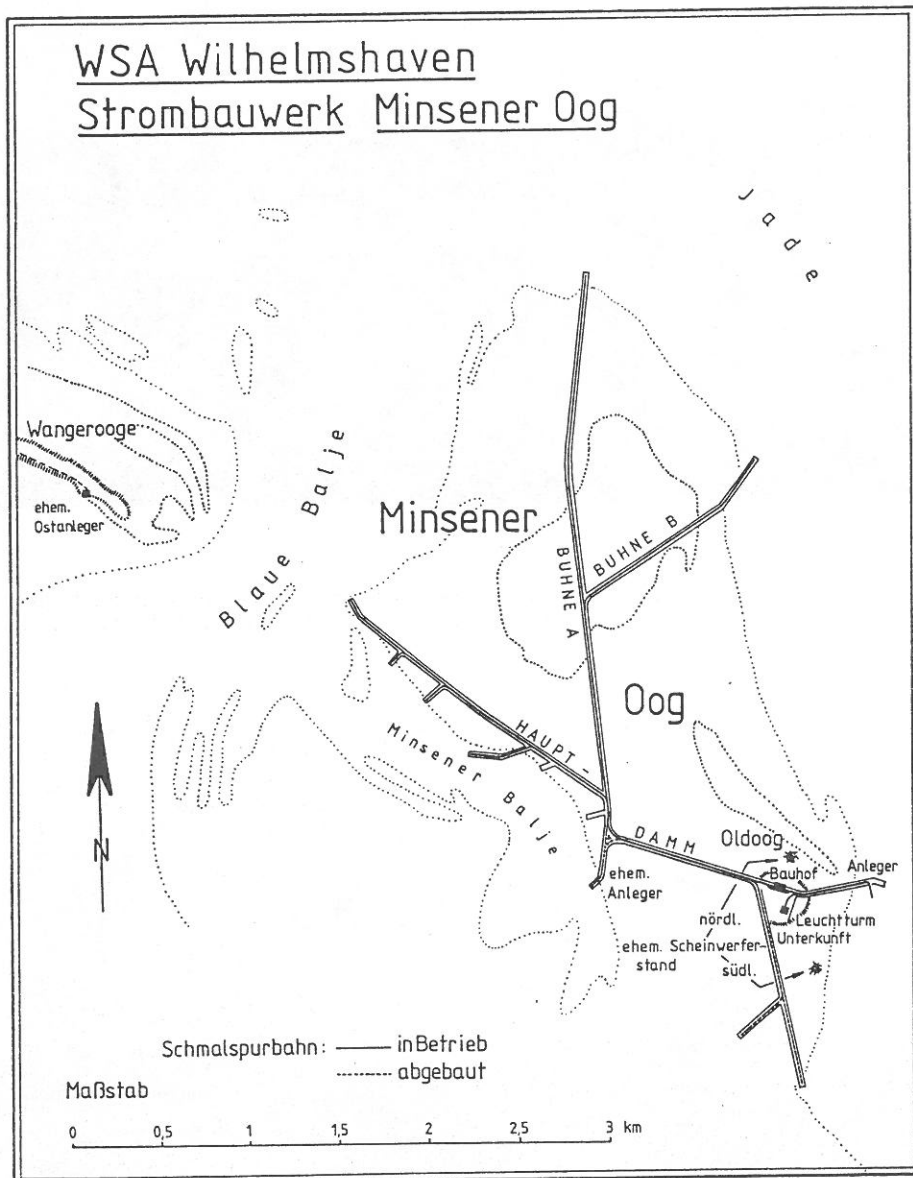 WSA Wilhelmshaven
Strombauwerk Minsener Oog
Jade
Wangerooge
ehem.
Ostanleger
Blaue Balje
Minsener
BUHNE B
BUHNE A
Oog
HAUPT-
Minsener Balje
DAMM
Oldoog
Bauhof
Anleger
ehem.
Anleger
nördl.
Leuchtturm
Unterkunft
ehem. Scheinwerfer-
stand
südl.
N
Schmalspurbahn: in Betrieb
abgebaut
Maßstab
0 0,5 1 1,5 2 2,5 3 km